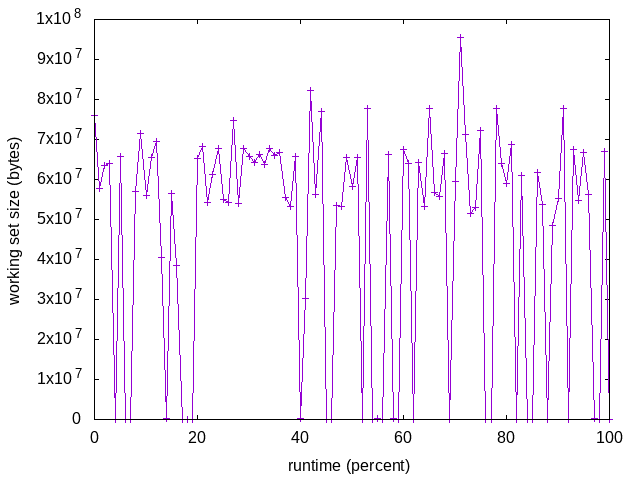 1x10^8
9x10^7
8x10^7
7x10^7
6x10^7
5x10^7
4x10^7
3x10^7
2x10^7
1x10^7
0
working set size (bytes)
0 20 40 60 80 100
runtime (percent)